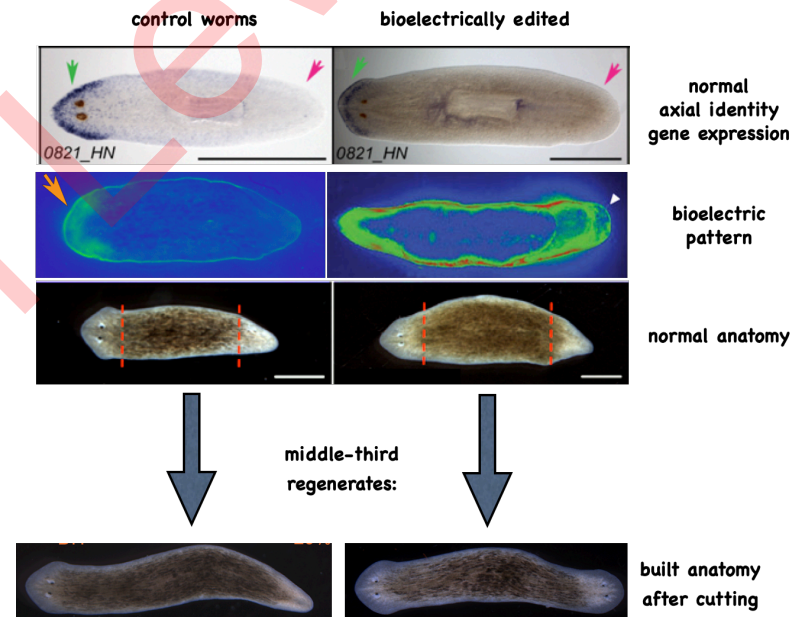 control worms
bioelectrically edited
normal
axial identity
gene expression
0821_HN
0821_HN
bioelectric
pattern
normal anatomy
middle-third
regenerates:
built anatomy
after cutting